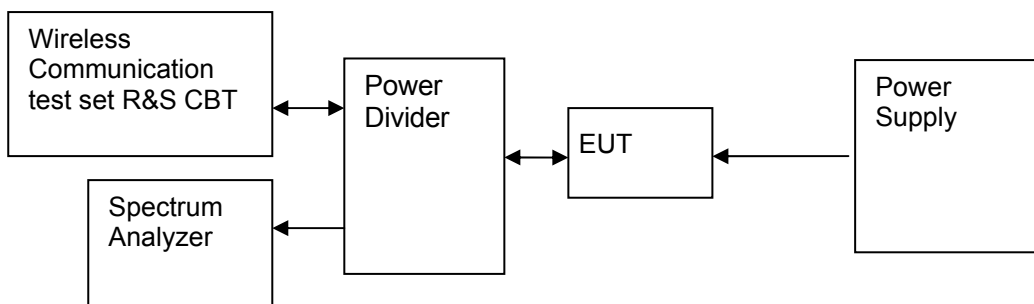 Wireless
Communication
test set R&S CBT
Power
Divider
EUT
Power
Supply
Spectrum
Analyzer